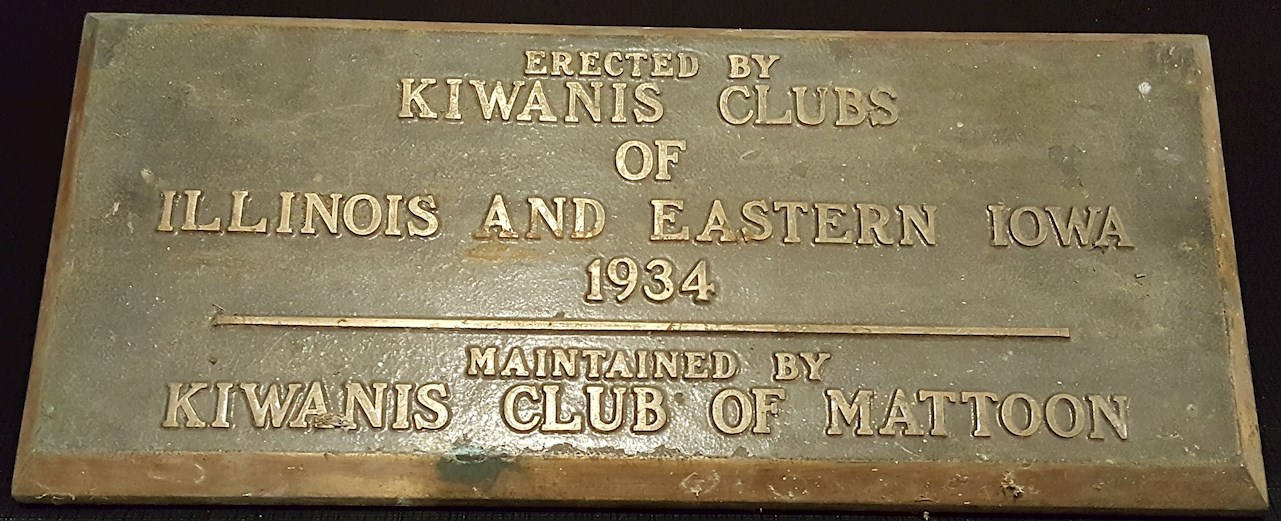 ERECTED BY
KIWANIS CLUBS
OF
ILLINOIS AND EASTERN IOWA
1934
MAINTAINED BY
KIWANIS CLUB OF MATTOON